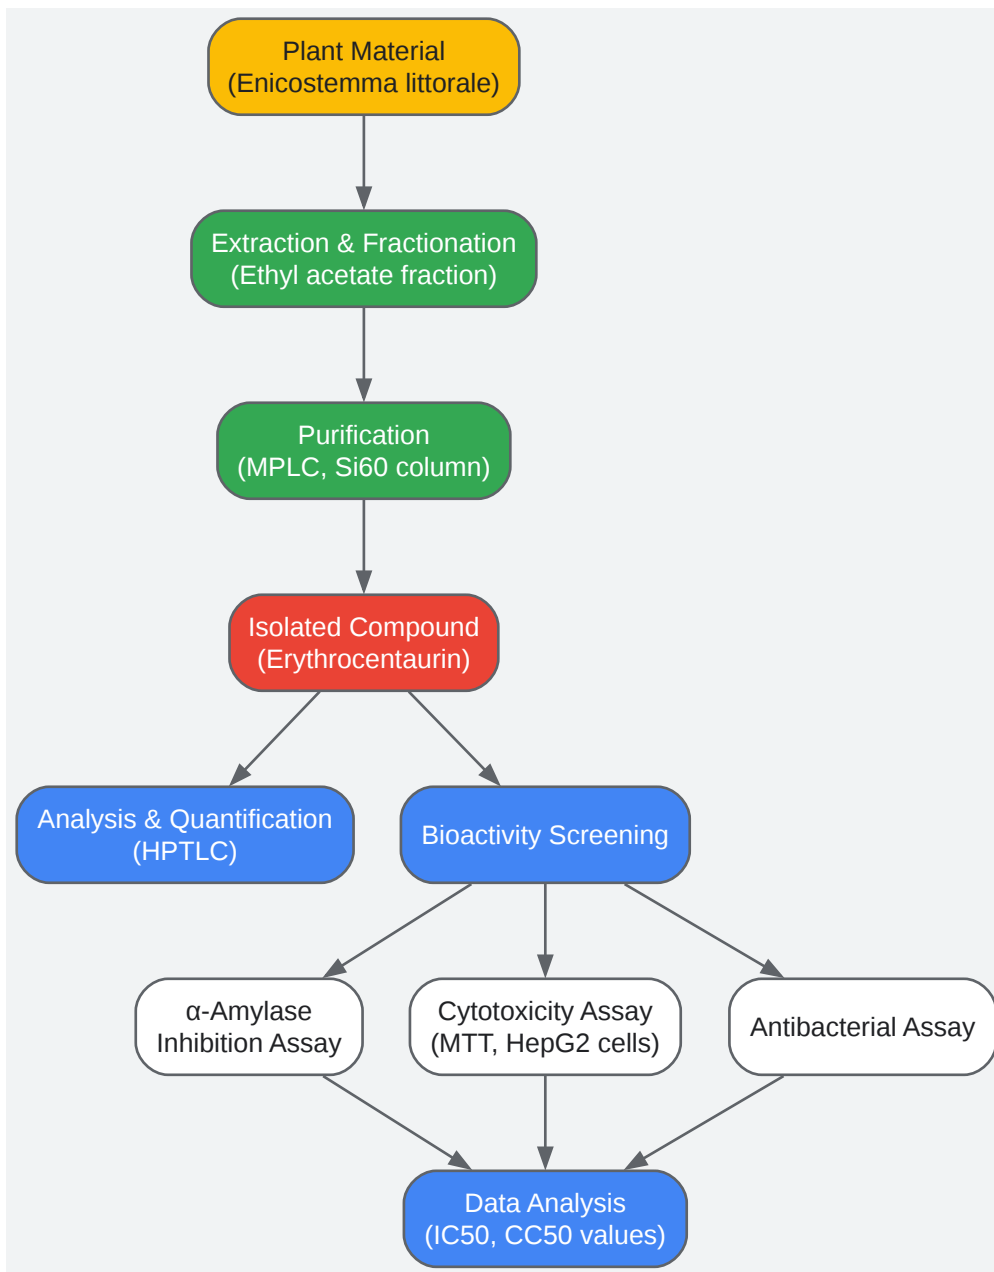 Plant Material
(Enicostemma littorale)
Extraction & Fractionation
(Ethyl acetate fraction)
Purification
(MPLC, Si60 column)
Isolated Compound
(Erythrocentaurin)
Analysis & Quantification
(HPTLC)
Bioactivity Screening
α-Amylase
Inhibition Assay
Cytotoxicity Assay
(MTT, HepG2 cells)
Antibacterial Assay
Data Analysis
(IC50, CC50 values)